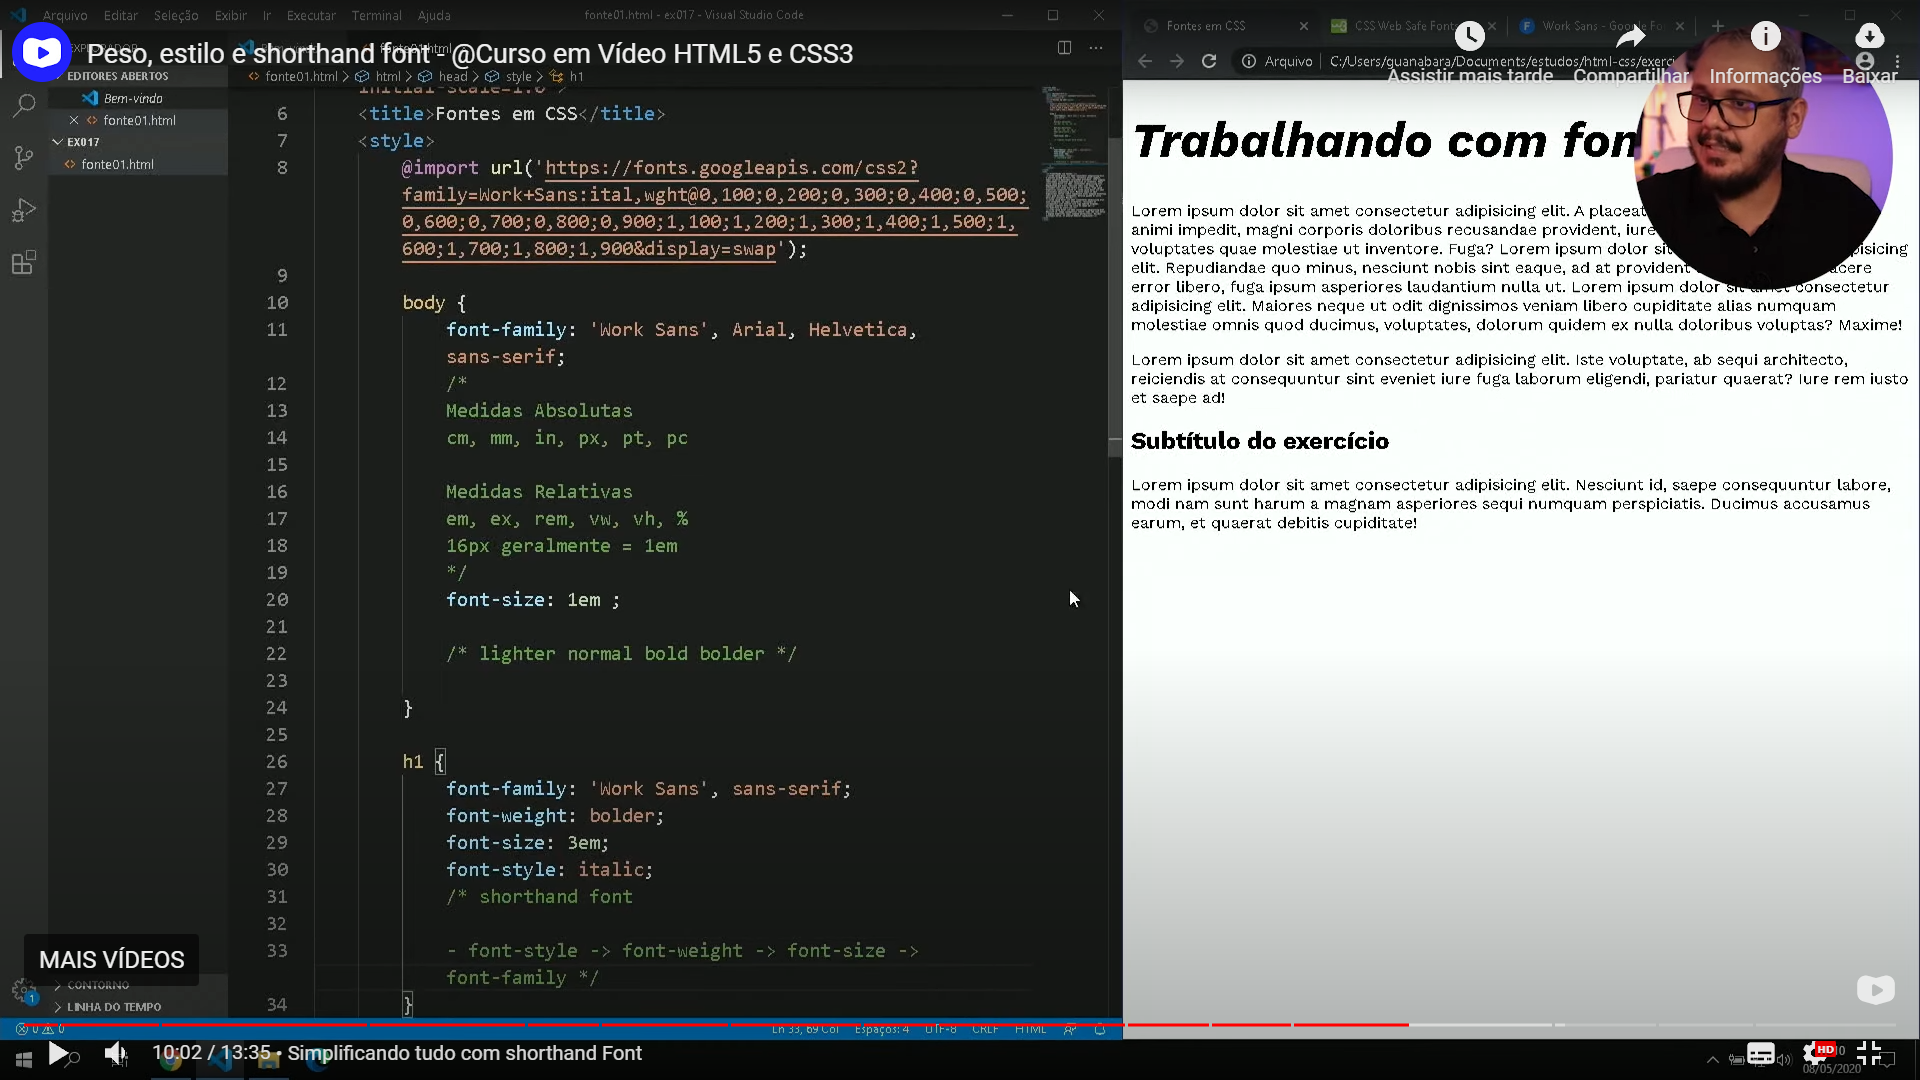 Arquivo Editar Seleção Exibir Ir Executar Terminal Ajuda
fonte01.html - ex017 - Visual Studio Code
Peso, estilo e shorthand font - @Curso em Vídeo HTML5 e CSS3
EDITORES ABERTOS
Bem-vindo
fonte01.html
EX017
fonte01.html
fonte01.html > html > head > style > h1
initial-scale=1.0">
6 <title>Fontes em CSS</title>
7 <style>
8 @import url('https://fonts.googleapis.com/css2?
family=Work+Sans:ital,wght@0,100;0,200;0,300;0,400;0,500;
0,600;0,700;0,800;0,900;1,100;1,200;1,300;1,400;1,500;1,
600;1,700;1,800;1,900&display=swap');
9
10 body {
11 font-family: 'Work Sans', Arial, Helvetica,
sans-serif;
12 /*
13 Medidas Absolutas
14 cm, mm, in, px, pt, pc
15
16 Medidas Relativas
17 em, ex, rem, vw, vh, %
18 16px geralmente = 1em
19 */
20 font-size: 1em ;
21
22 /* lighter normal bold bolder */
23
24 }
25
26 h1 {
27 font-family: 'Work Sans', sans-serif;
28 font-weight: bolder;
29 font-size: 3em;
30 font-style: italic;
31 /* shorthand font
32
33 - font-style -> font-weight -> font-size ->
font-family */
34 }
MAIS VÍDEOS
CONTORNO
LINHA DO TEMPO
0 0
Ln 33, 69 Col Espaços: 4 UTF-8 CRLF HTML
10:02 / 13:35 • Simplificando tudo com shorthand Font
Fontes em CSS
CSS Web Safe Fonts
Work Sans - Google Fo
Arquivo C:/Users/guanabara/Documents/estudos/html-css/exerci
Assistir mais tarde Compartilhar Informações Baixar
Trabalhando com fon
Lorem ipsum dolor sit amet consectetur adipisicing elit. A placeat
animi impedit, magni corporis doloribus recusandae provident, iure
voluptates quae molestiae ut inventore. Fuga? Lorem ipsum dolor sit
elit. Repudiandae quo minus, nesciunt nobis sint eaque, ad at provident
error libero, fuga ipsum asperiores laudantium nulla ut. Lorem ipsum dolor sit amet consectetur
adipisicing elit. Maiores neque ut odit dignissimos veniam libero cupiditate alias numquam
molestiae omnis quod ducimus, voluptates, dolorum quidem ex nulla doloribus voluptas? Maxime!
Lorem ipsum dolor sit amet consectetur adipisicing elit. Iste voluptate, ab sequi architecto,
reiciendis at consequuntur sint eveniet iure fuga laborum eligendi, pariatur quaerat? Iure rem iusto
et saepe ad!
Subtítulo do exercício
Lorem ipsum dolor sit amet consectetur adipisicing elit. Nesciunt id, saepe consequuntur labore,
modi nam sunt harum a magnam asperiores sequi numquam perspiciatis. Ducimus accusamus
earum, et quaerat debitis cupiditate!
HD
08/05/2020